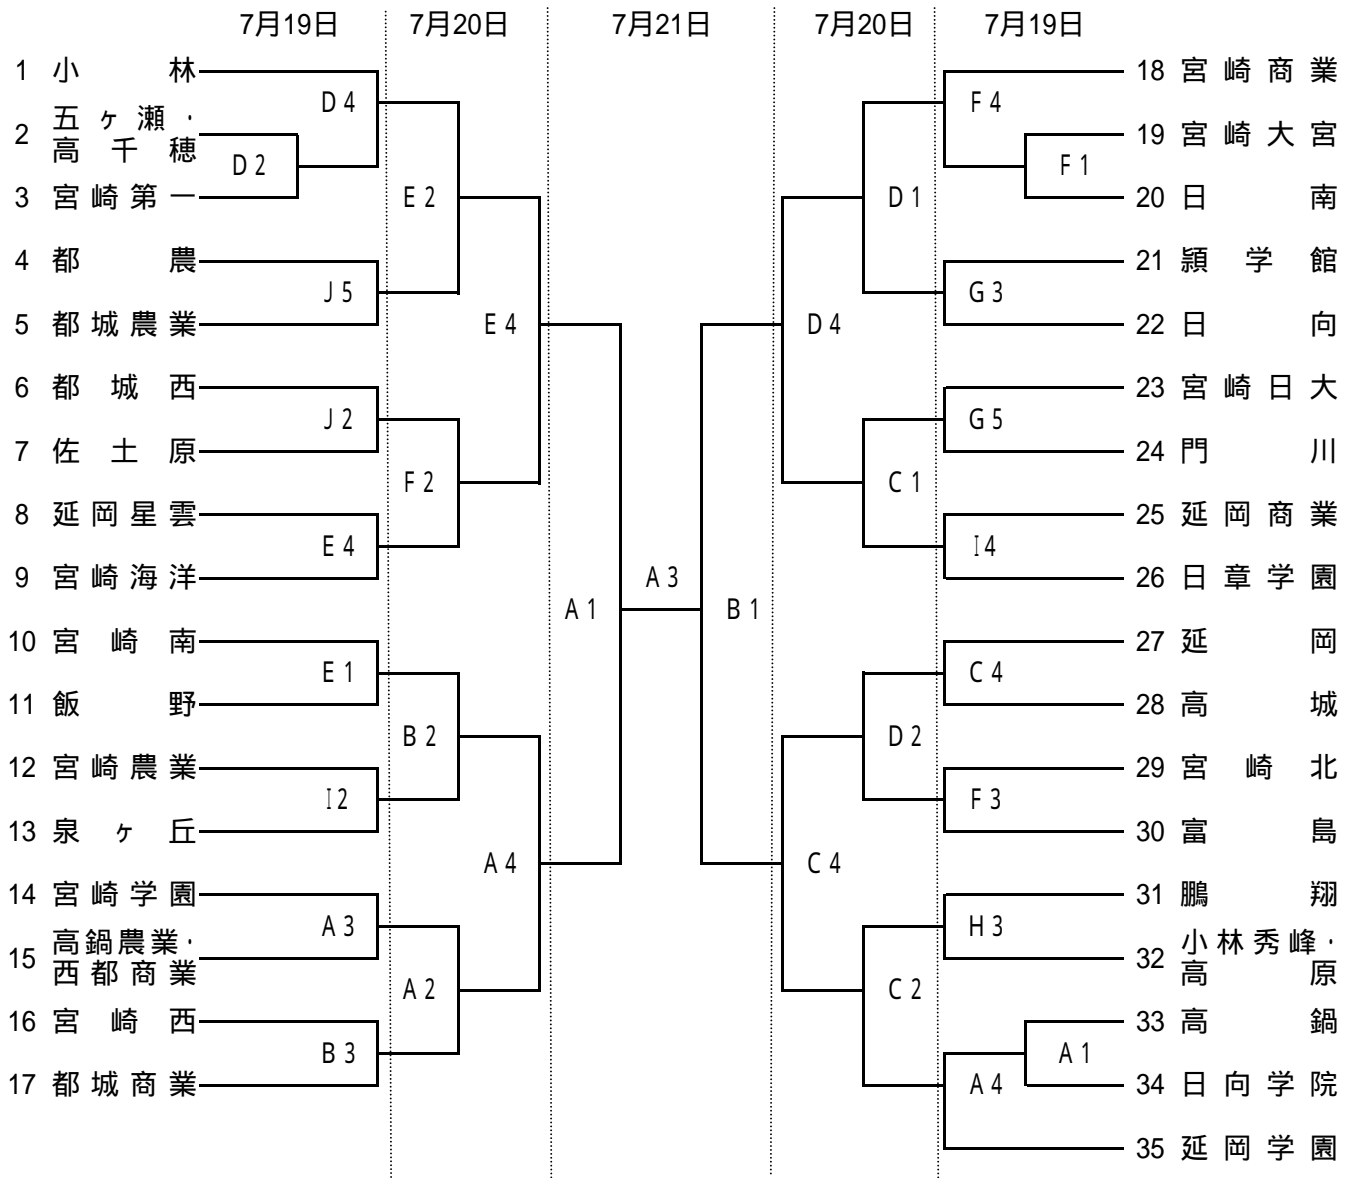 7月19日 7月20日 7月21日 7月20日 7月19日
1 小林
2 五ヶ瀬・
高千穂
3 宮崎第一
4 都農
5 都城農業
6 都城西
7 佐土原
8 延岡星雲
9 宮崎海洋
10 宮崎南
11 飯野
12 宮崎農業
13 泉ヶ丘
14 宮崎学園
15 高鍋農業・
西都商業
16 宮崎西
17 都城商業
D4
D2
J5
J2
E4
E1
I2
A3
B3
E2
F2
B2
A2
E4
A4
A1
A3
B1
D4
C4
D1
C1
D2
C2
F4
F1
G3
G5
I4
C4
F3
H3
A1
A4
18 宮崎商業
19 宮崎大宮
20 日南
21 頴学館
22 日向
23 宮崎日大
24 門川
25 延岡商業
26 日章学園
27 延岡
28 高城
29 宮崎北
30 富島
31 鵬翔
32 小林秀峰・
高原
33 高鍋
34 日向学院
35 延岡学園